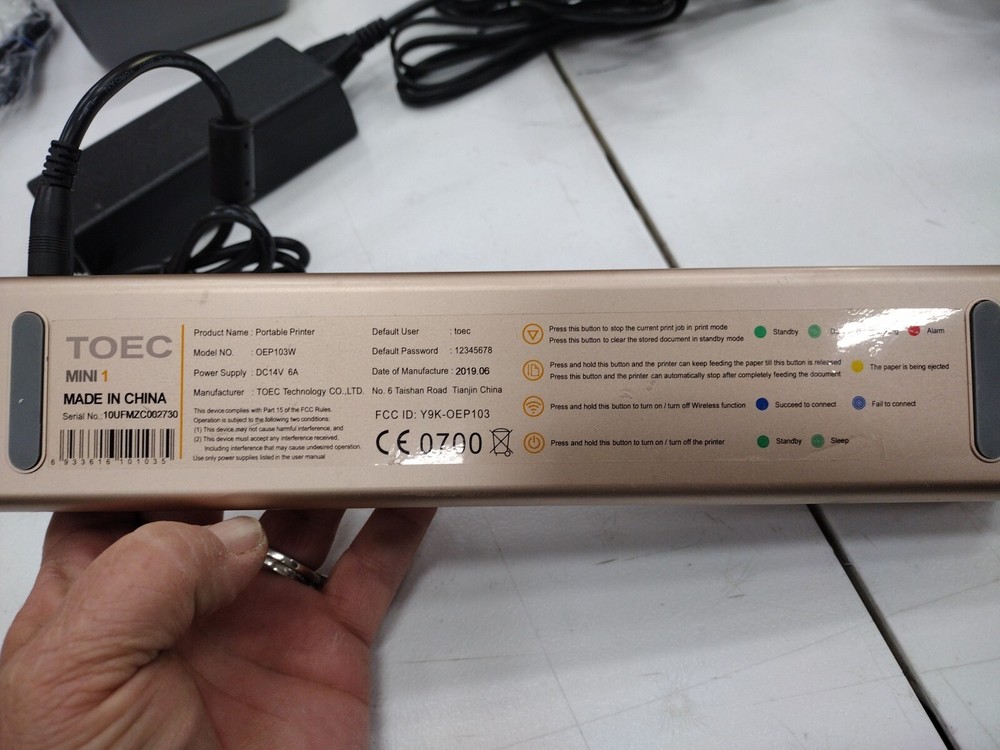 TOEC
MINI 1
MADE IN CHINA
Serial No. 10UFMZC002730
6 933616 101035
Product Name : Portable Printer
Model NO. : OEP103W
Power Supply : DC14V 6A
Manufacturer : TOEC Technology CO.,LTD. No. 6 Taishan Road Tianjin China
This device complies with Part 15 of the FCC Rules.
Operation is subject to the following two conditions:
(1) This device may not cause harmful interference, and
(2) This device must accept any interference received,
Including interference that may cause undesired operation.
Use only power supplies listed in the user manual
Default User : toec
Default Password : 12345678
Date of Manufacture : 2019.06
FCC ID: Y9K-OEP103
CE 0700
Press this button to stop the current print job in print mode
Press this button to clear the stored document in standby mode
Standby
Alarm
Press and hold this button and the printer can keep feeding the paper till this button is released
Press this button and the printer can automatically stop after completely feeding the document
The paper is being ejected
Press and hold this button to turn on / turn off Wireless function
Succeed to connect
Fail to connect
Press and hold this button to turn on / turn off the printer
Standby
Sleep